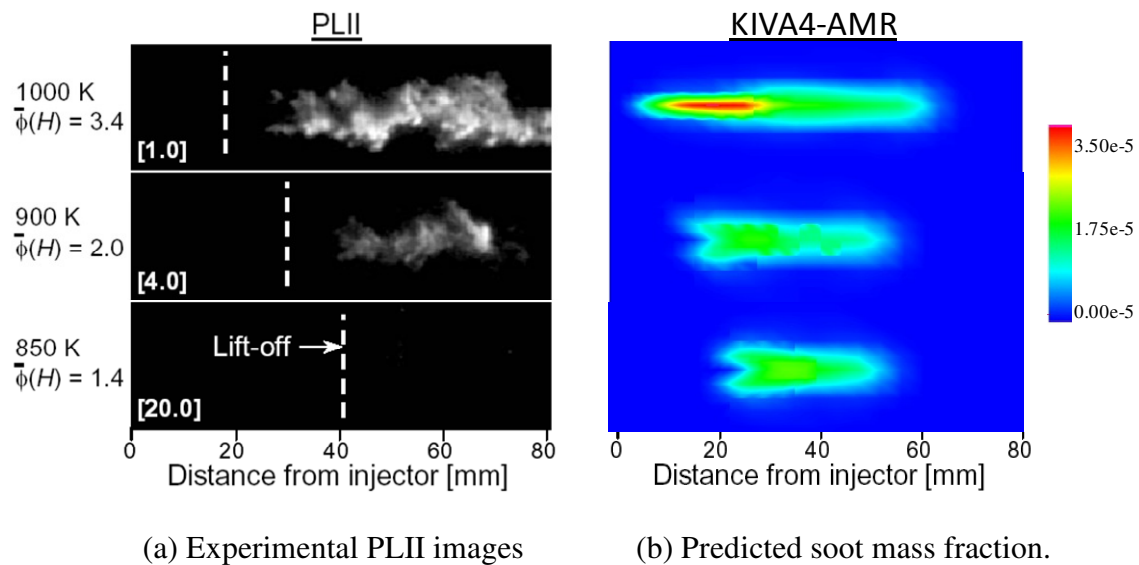 PLII
KIVA4-AMR
1000 K
ϕ̄(H) = 3.4
[1.0]
900 K
ϕ̄(H) = 2.0
[4.0]
850 K
ϕ̄(H) = 1.4
Lift-off
[20.0]
3.50e-5
1.75e-5
0.00e-5
0 20 40 60 80
Distance from injector [mm]
0 20 40 60 80
Distance from injector [mm]
(a) Experimental PLII images
(b) Predicted soot mass fraction.